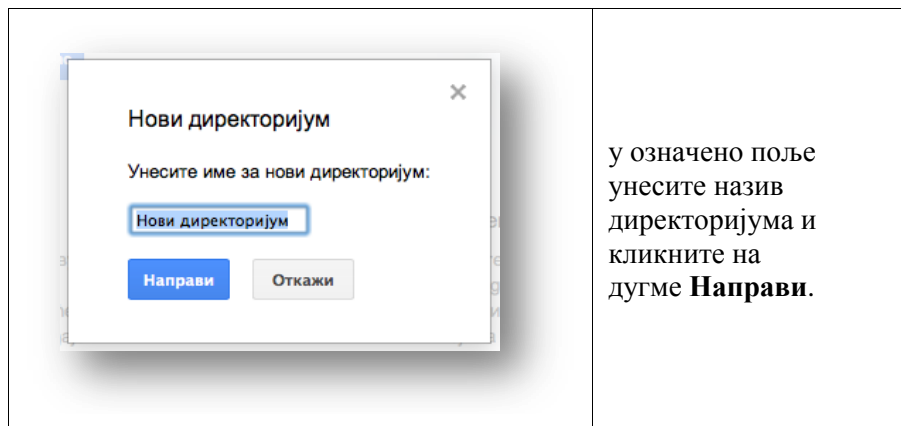 Нови директоријум
Унесите име за нови директоријум:
Нови директоријум
Направи
Откажи
у означено поље
унесите назив
директоријума и
кликните на
дугме Направи.